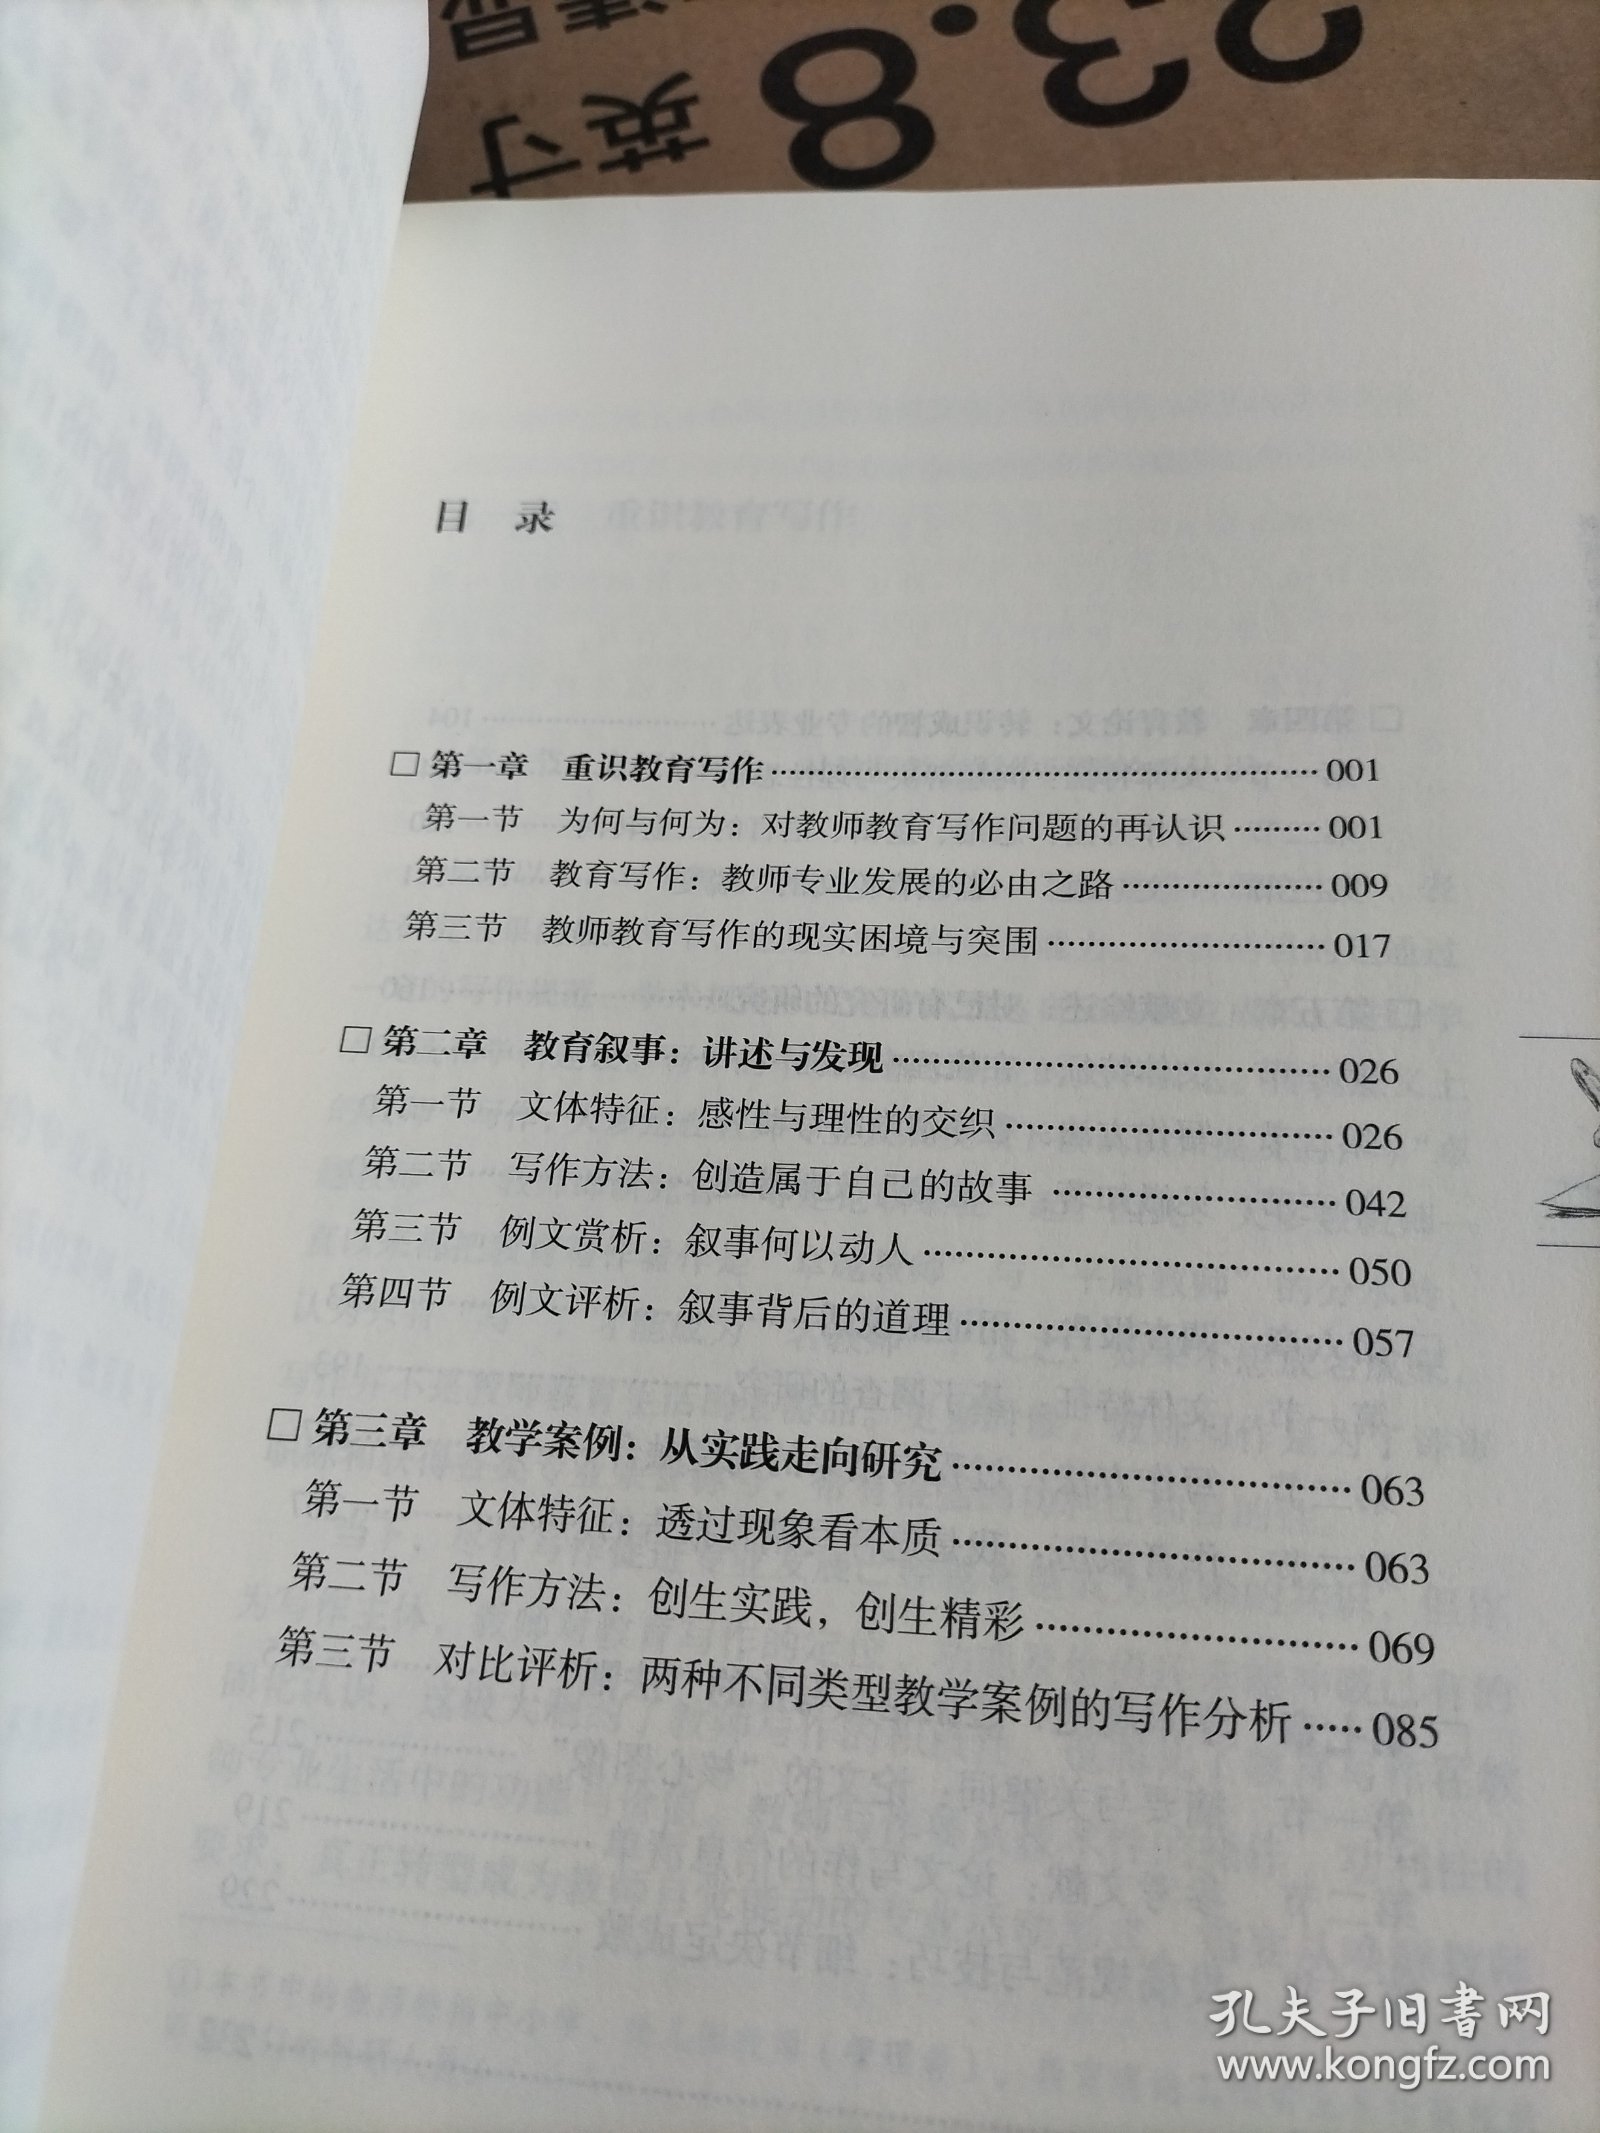 23.8
英寸
目 录
□ 第一章 重识教育写作 ············ 001
第一节 为何与何为：对教师教育写作问题的再认识 ········· 001
第二节 教育写作：教师专业发展的必由之路 ············ 009
第三节 教师教育写作的现实困境与突围 ············ 017
□ 第二章 教育叙事：讲述与发现 ············ 026
第一节 文体特征：感性与理性的交织 ············ 026
第二节 写作方法：创造属于自己的故事 ············ 042
第三节 例文赏析：叙事何以动人 ············ 050
第四节 例文评析：叙事背后的道理 ············ 057
□ 第三章 教学案例：从实践走向研究 ············ 063
第一节 文体特征：透过现象看本质 ············ 063
第二节 写作方法：创生实践，创生精彩 ············ 069
第三节 对比评析：两种不同类型教学案例的写作分析 ····· 085
孔夫子旧书网
www.kongfz.com